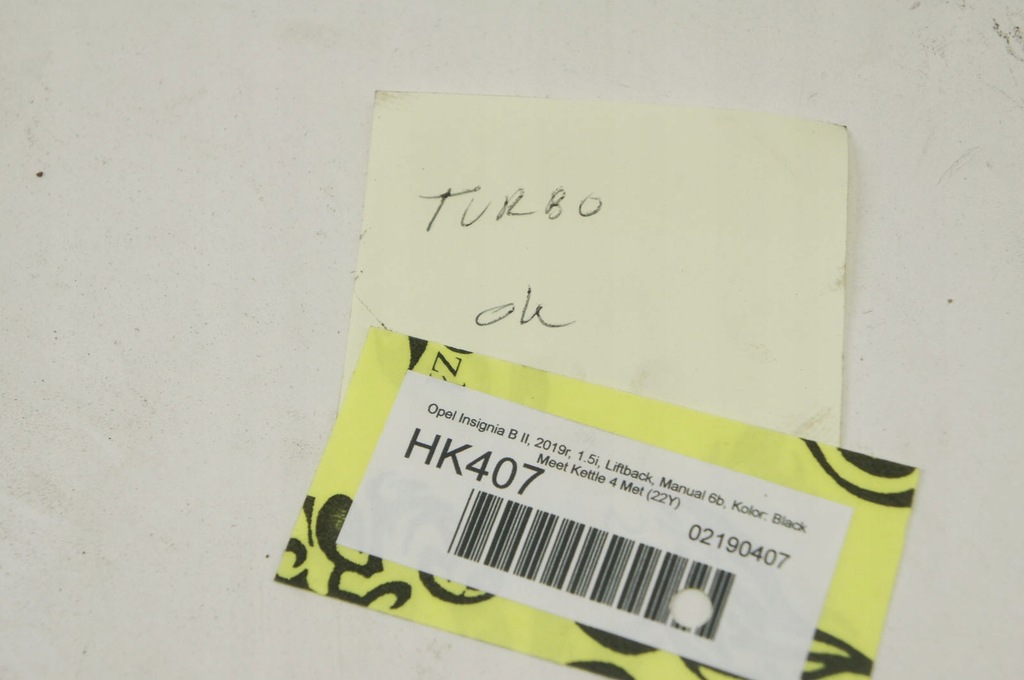 TURBO
ok
ZZ
Opel Insignia B II, 2019r, 1.5i, Liftback, Manual 6b, Kolor: Black
Meet Kettle 4 Met (22Y)
HK407
02190407